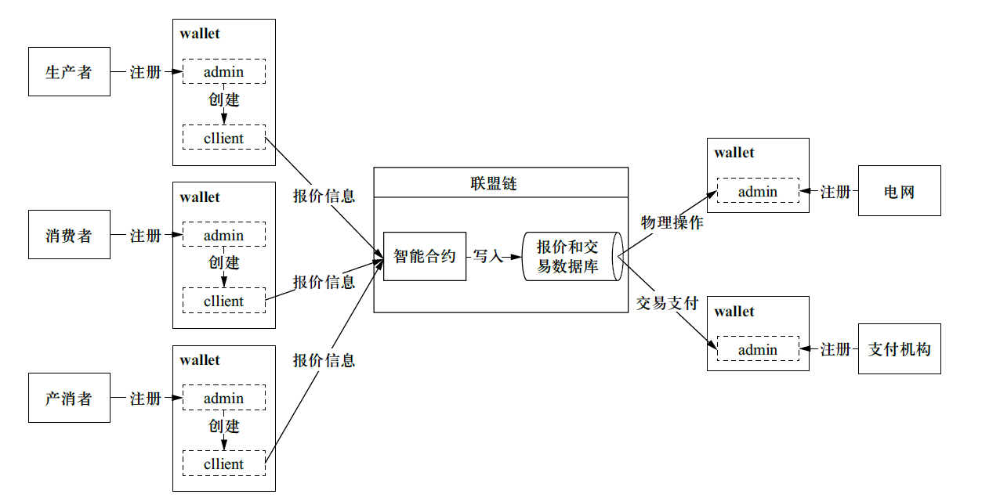 wallet
生产者
注册
admin
创建
cllient
报价信息
wallet
消费者
注册
admin
创建
cllient
报价信息
wallet
产消者
注册
admin
创建
cllient
报价信息
联盟链
智能合约
写入
报价和交
易数据库
物理操作
交易支付
wallet
admin
注册
电网
wallet
admin
注册
支付机构